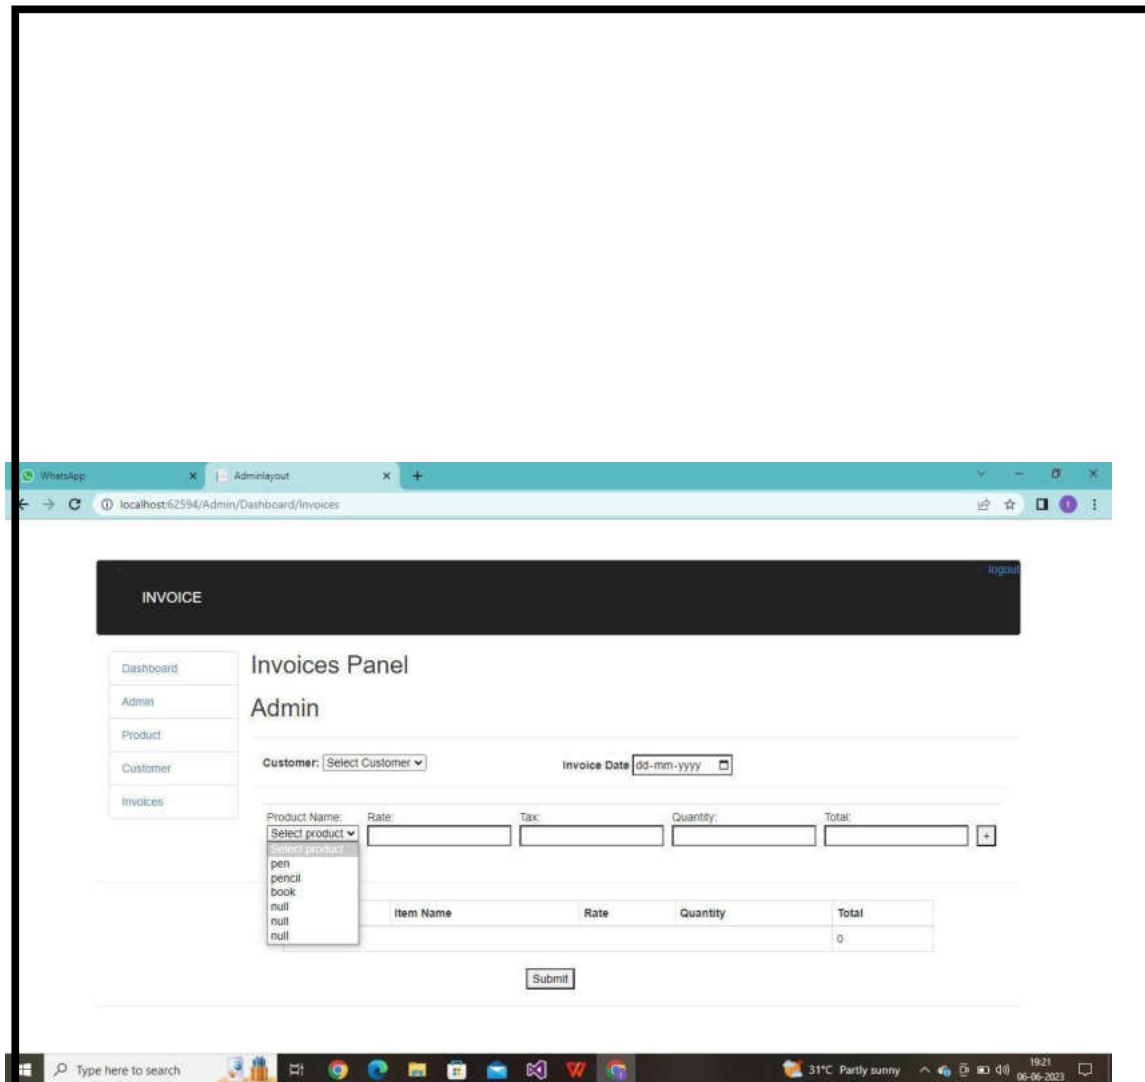 WhatsApp
Adminlayout
localhost:62594/Admin/Dashboard/Invoices
logout
INVOICE
Dashboard
Admin
Product
Customer
Invoices
Invoices Panel
Admin
Customer: Select Customer
Invoice Date dd-mm-yyyy
Product Name: Rate: Tax: Quantity: Total:
Select product
+
Select product
pen
pencil
book
null
null
null
Item Name Rate Quantity Total
0
Submit
Type here to search
31°C Partly sunny
19:21
06-06-2023